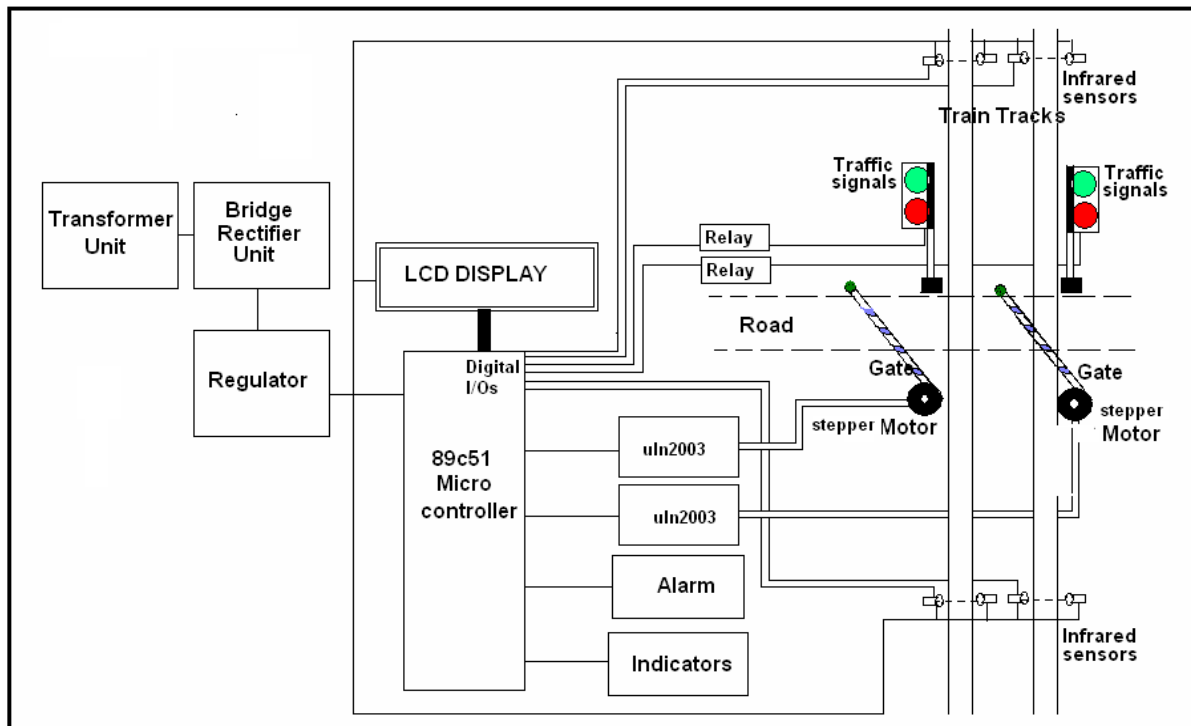 Infrared
sensors
Train Tracks
Traffic
signals
Traffic
signals
Transformer
Unit
Bridge
Rectifier
Unit
Relay
Relay
LCD DISPLAY
Road
Regulator
Digital
I/Os
Gate
Gate
stepper Motor
stepper
Motor
89c51
Micro
controller
uln2003
uln2003
Alarm
Indicators
Infrared
sensors